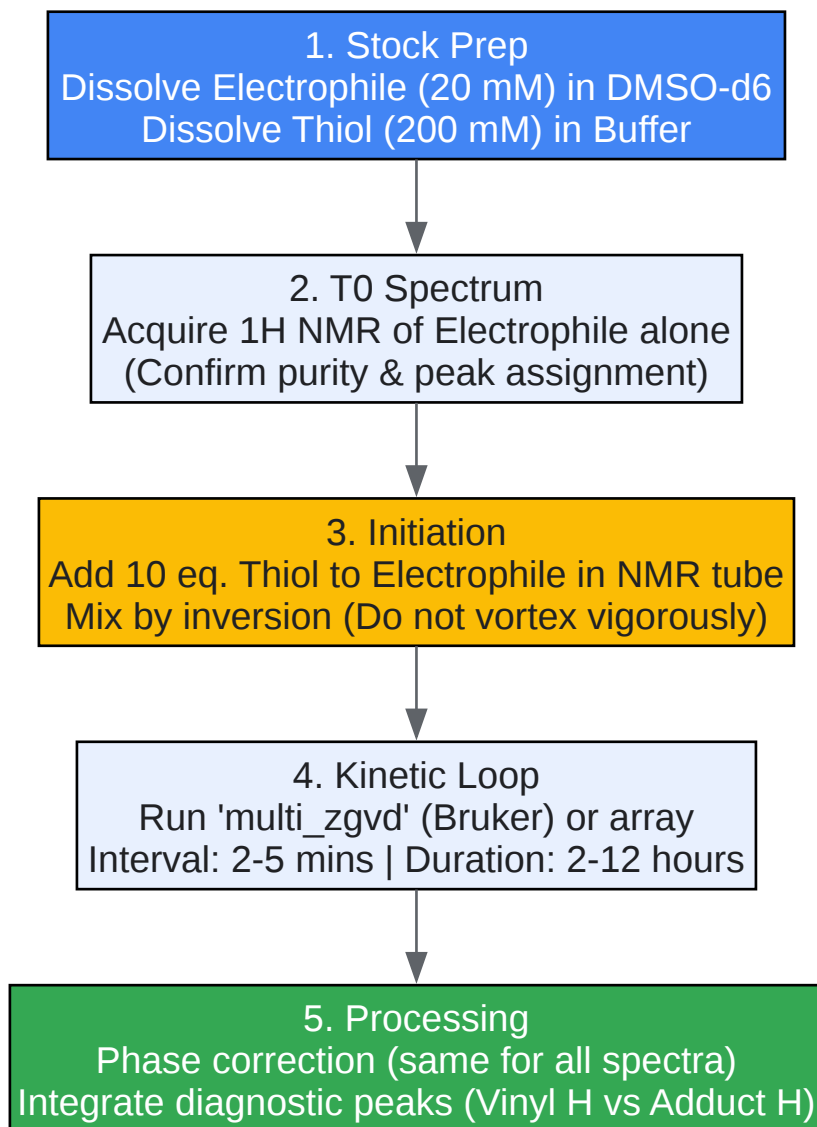 1. Stock Prep
Dissolve Electrophile (20 mM) in DMSO-d6
Dissolve Thiol (200 mM) in Buffer
2. T0 Spectrum
Acquire 1H NMR of Electrophile alone
(Confirm purity & peak assignment)
3. Initiation
Add 10 eq. Thiol to Electrophile in NMR tube
Mix by inversion (Do not vortex vigorously)
4. Kinetic Loop
Run 'multi_zgvd' (Bruker) or array
Interval: 2-5 mins | Duration: 2-12 hours
5. Processing
Phase correction (same for all spectra)
Integrate diagnostic peaks (Vinyl H vs Adduct H)